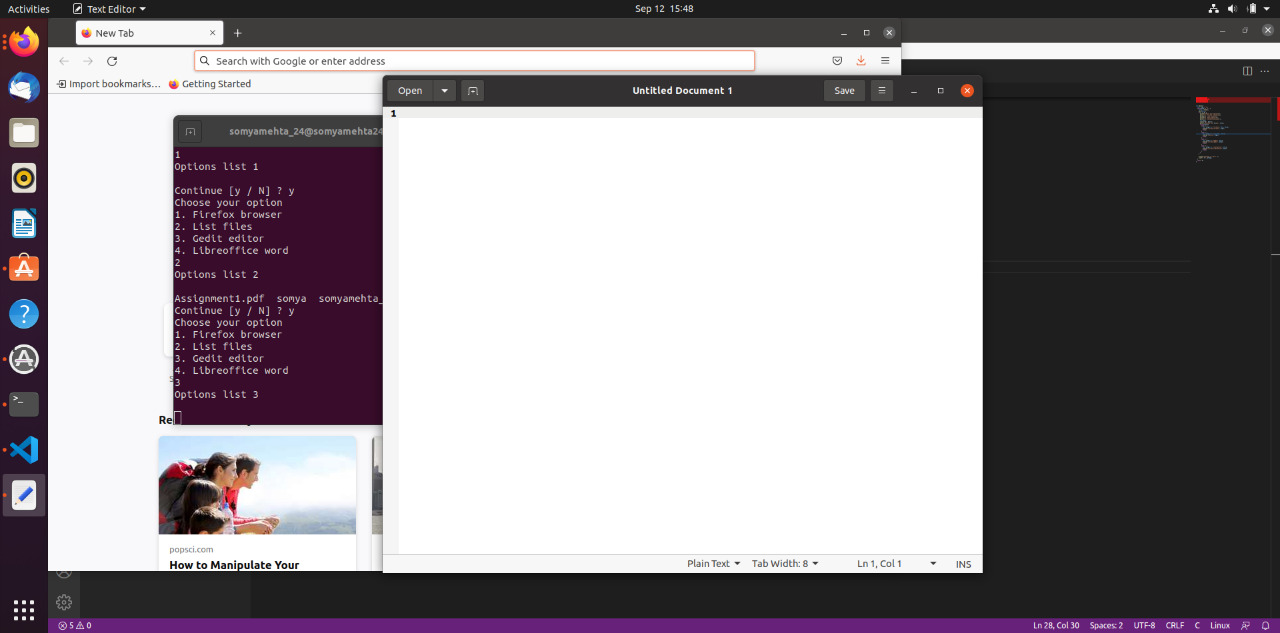 Activities Text Editor Sep 12 15:48
New Tab
Search with Google or enter address
Import bookmarks… Getting Started
Open Untitled Document 1 Save
1
somyamehta_24@somyamehta24
1
Options list 1
Continue [y / N] ? y
Choose your option
1. Firefox browser
2. List files
3. Gedit editor
4. Libreoffice word
2
Options list 2
Assignment1.pdf somya somyamehta_
Continue [y / N] ? y
Choose your option
1. Firefox browser
2. List files
3. Gedit editor
4. Libreoffice word
3
Options list 3
popsci.com
How to Manipulate Your
Plain Text Tab Width: 8 Ln 1, Col 1 INS
5 0 Ln 28, Col 30 Spaces: 2 UTF-8 CRLF C Linux